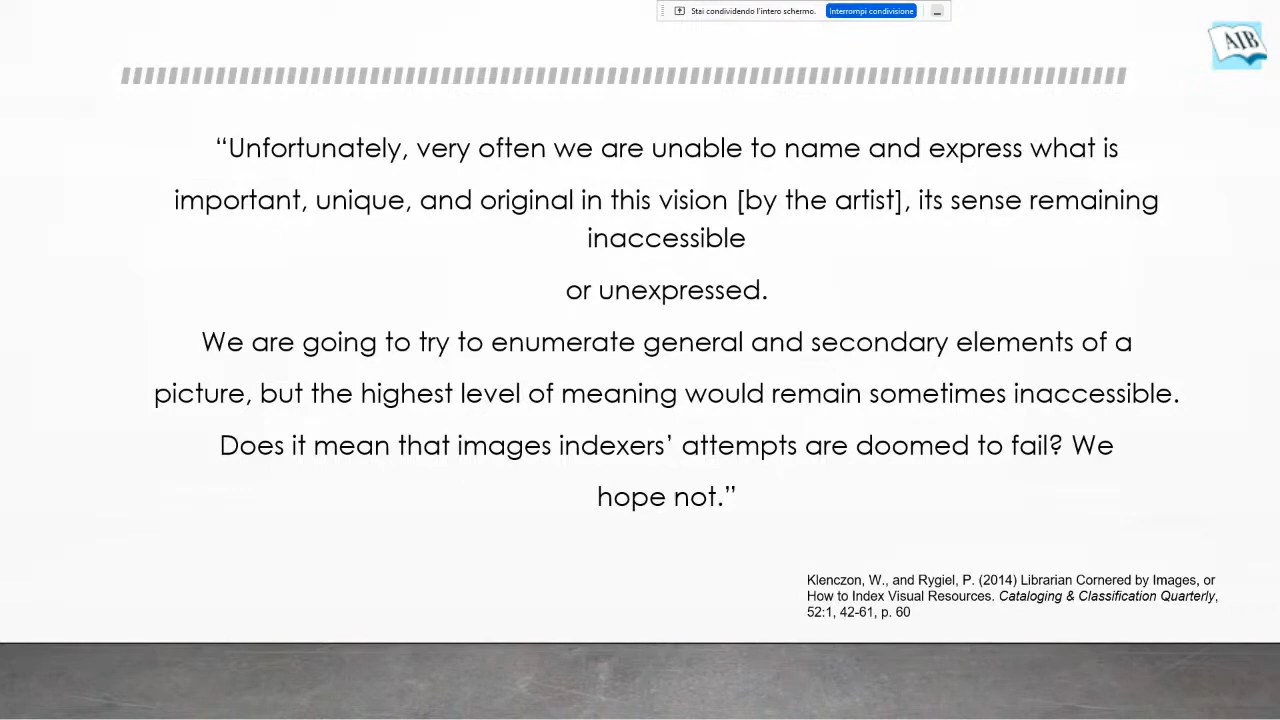 Stai condividendo l'intero schermo. Interrompi condivisione
AIB
“Unfortunately, very often we are unable to name and express what is
important, unique, and original in this vision [by the artist], its sense remaining
inaccessible
or unexpressed.
We are going to try to enumerate general and secondary elements of a
picture, but the highest level of meaning would remain sometimes inaccessible.
Does it mean that images indexers’ attempts are doomed to fail? We
hope not.”
Klenczon, W., and Rygiel, P. (2014) Librarian Cornered by Images, or
How to Index Visual Resources. Cataloging & Classification Quarterly,
52:1, 42-61, p. 60